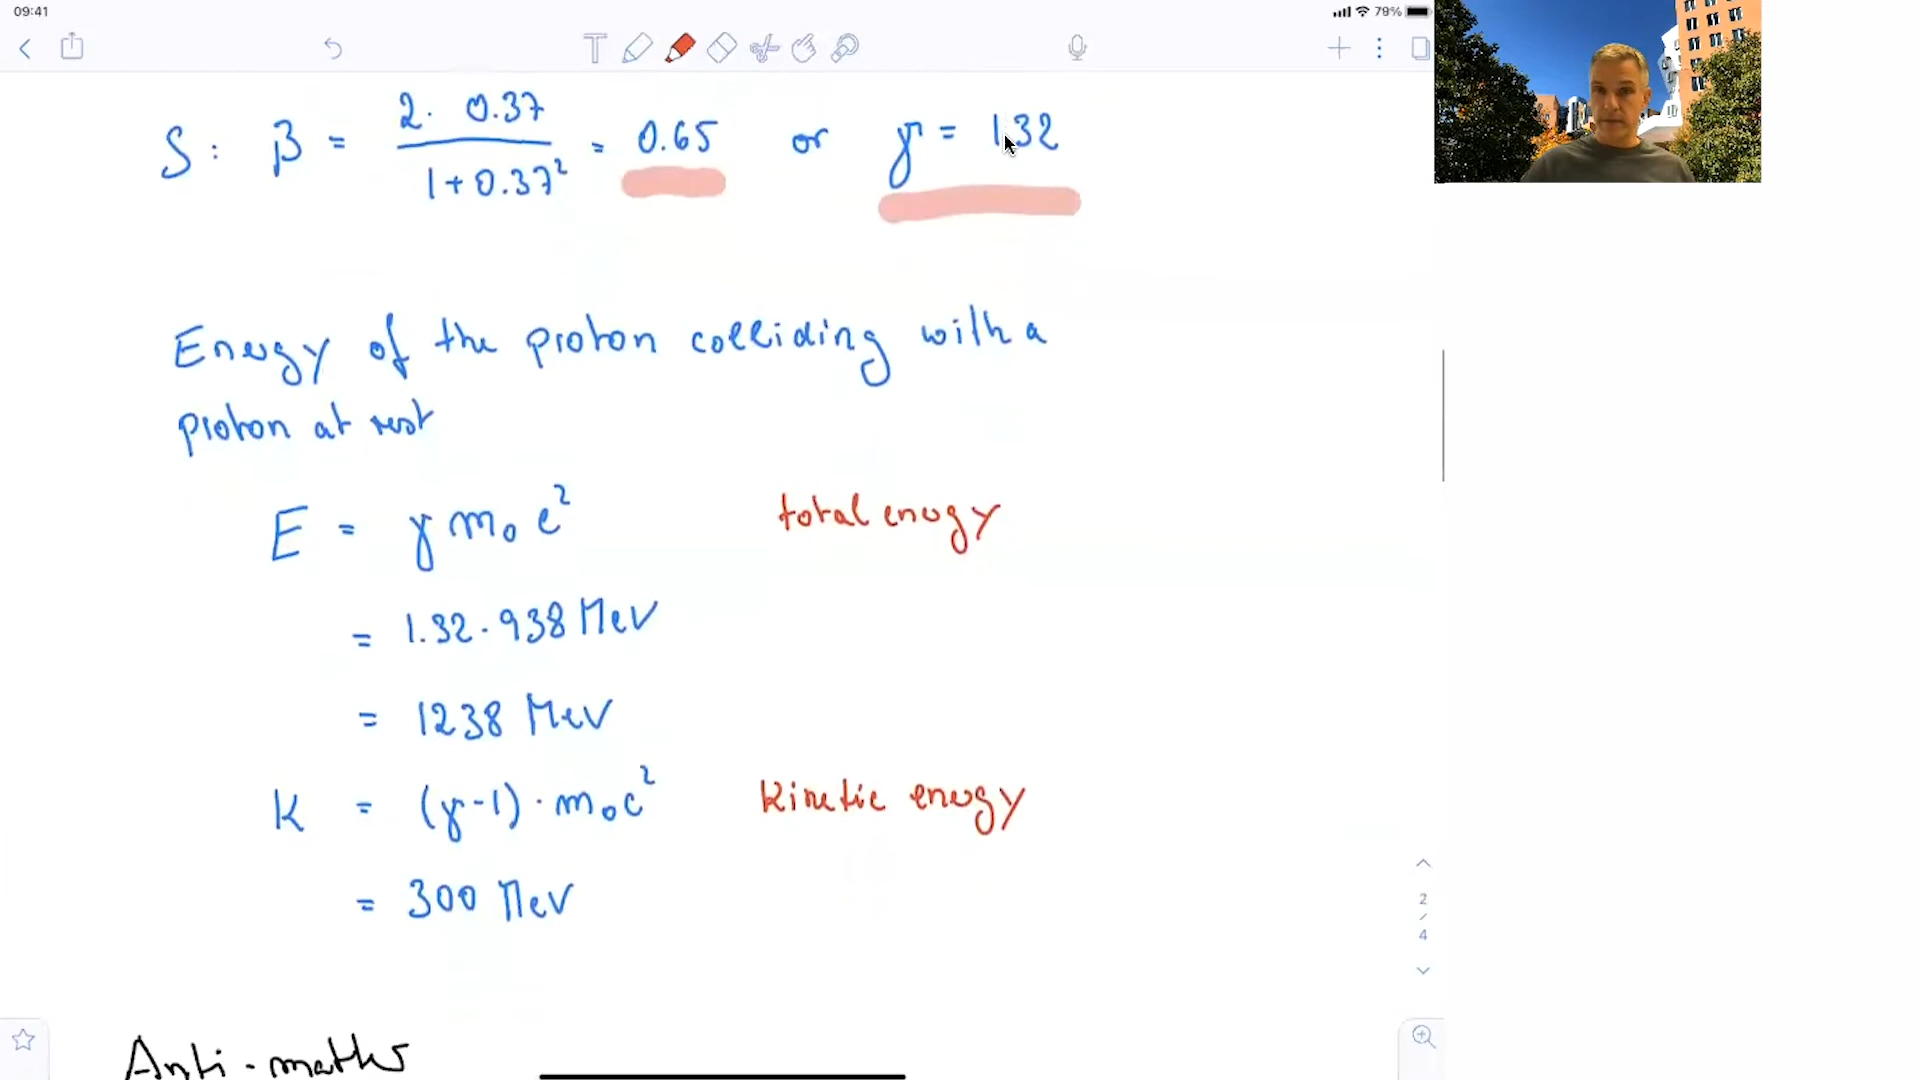 09:41
79%
S: β = 2 · 0.37 / 1 + 0.37² = 0.65 or γ = 1.32
Energy of the proton colliding with a
proton at rest
E = γ m₀ c² total energy
= 1.32 · 938 MeV
= 1238 MeV
K = (γ-1) · m₀c² Kinetic energy
= 300 MeV
2
/
4
Anti-matter